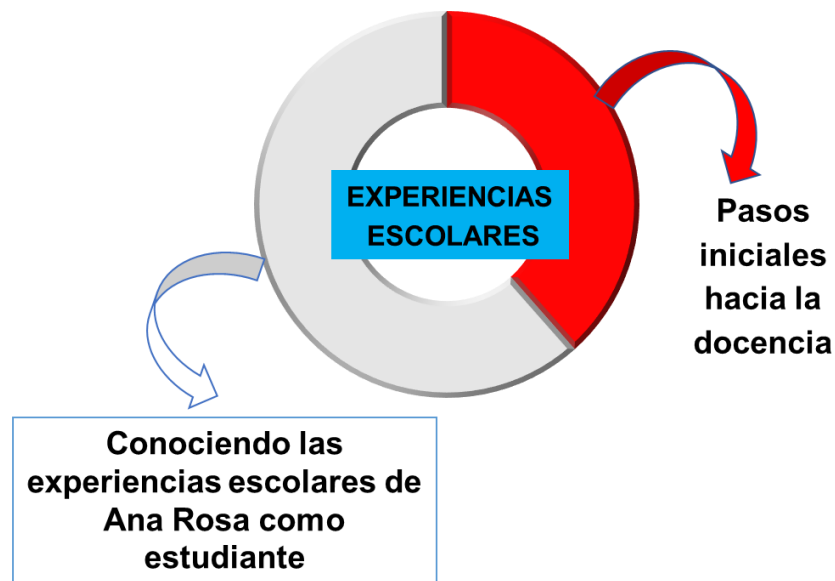 EXPERIENCIAS
ESCOLARES
Pasos
iniciales
hacia la
docencia
Conociendo las
experiencias escolares de
Ana Rosa como
estudiante